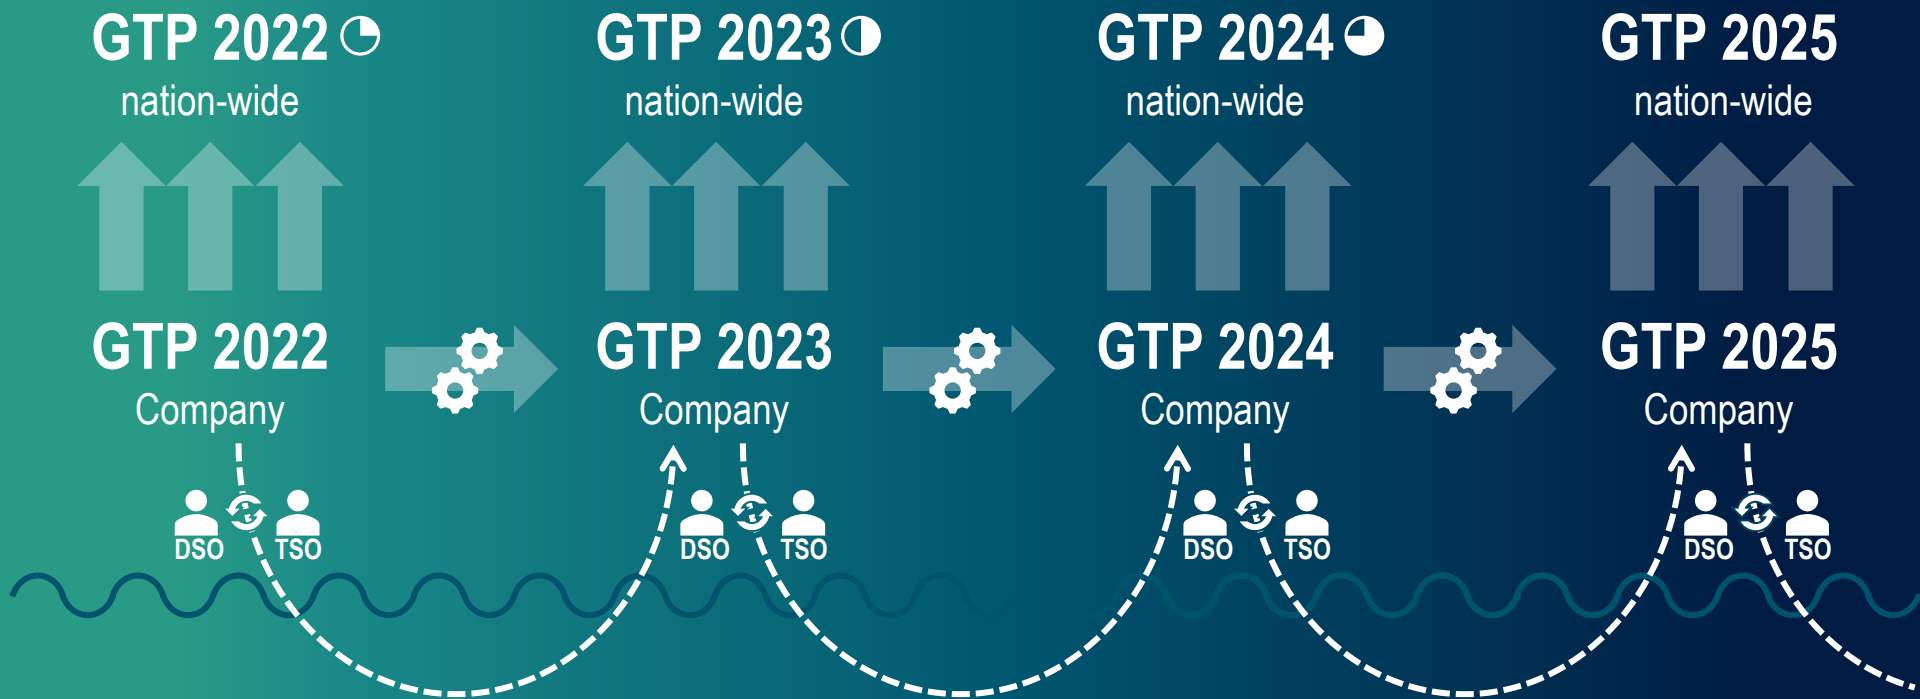 GTP 2022
nation-wide
GTP 2023
nation-wide
GTP 2024
nation-wide
GTP 2025
nation-wide
GTP 2022
Company
GTP 2023
Company
GTP 2024
Company
GTP 2025
Company
DSO
TSO
DSO
TSO
DSO
TSO
DSO
TSO